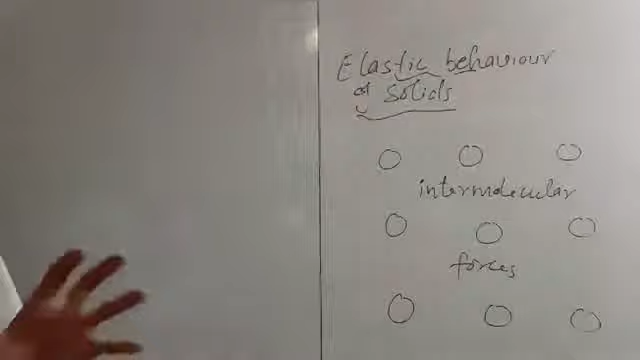 Elastic behaviour
of solids
intermolecular
forces